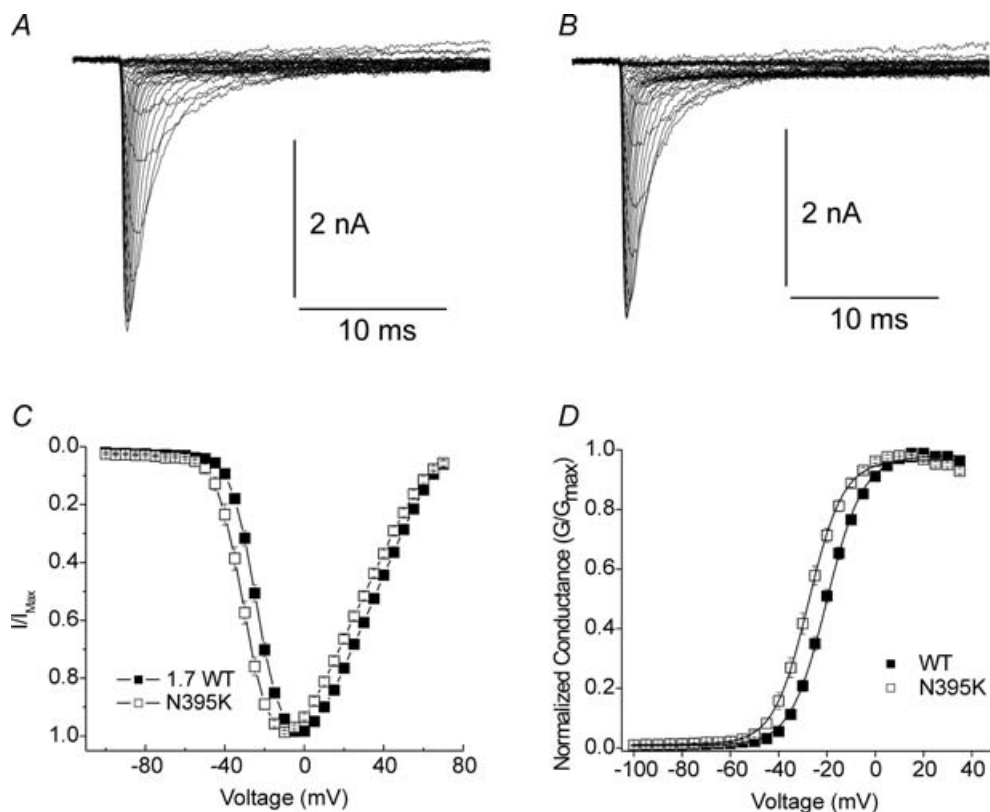 A
B
2 nA
10 ms
2 nA
10 ms
C
0.0
0.2
0.4
0.6
0.8
1.0
I/I_Max
1.7 WT
N395K
-80
-40
0
40
80
Voltage (mV)
D
1.0
0.8
0.6
0.4
0.2
0.0
Normalized Conductance (G/G_max)
WT
N395K
-100
-80
-60
-40
-20
0
20
40
Voltage (mV)